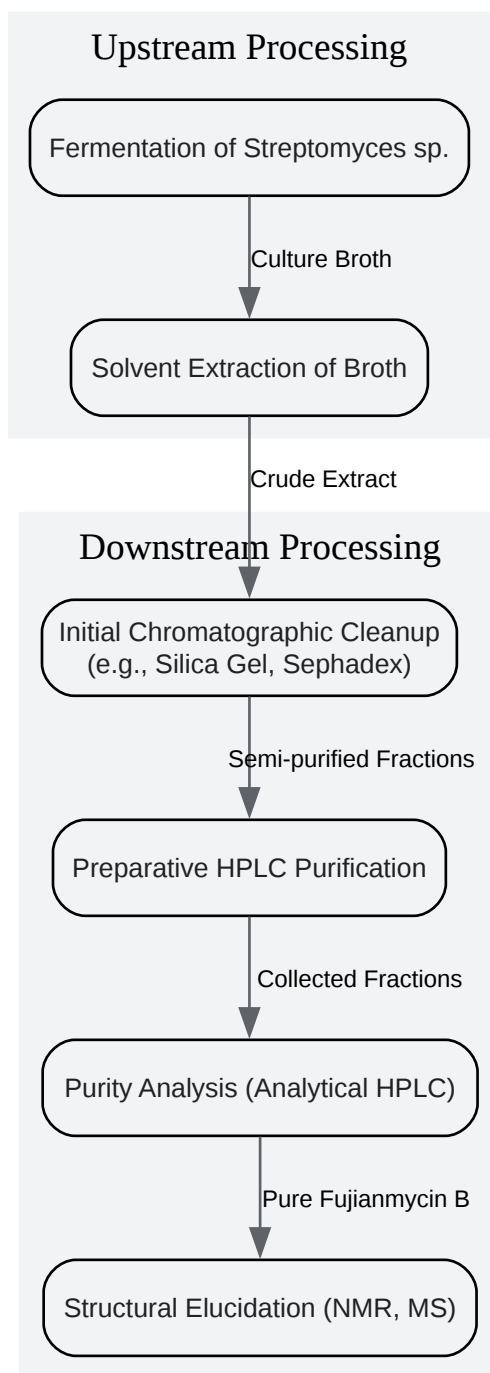 Upstream Processing
Fermentation of Streptomyces sp.
Culture Broth
Solvent Extraction of Broth
Crude Extract
Downstream Processing
Initial Chromatographic Cleanup
(e.g., Silica Gel, Sephadex)
Semi-purified Fractions
Preparative HPLC Purification
Collected Fractions
Purity Analysis (Analytical HPLC)
Pure Fujianmycin B
Structural Elucidation (NMR, MS)